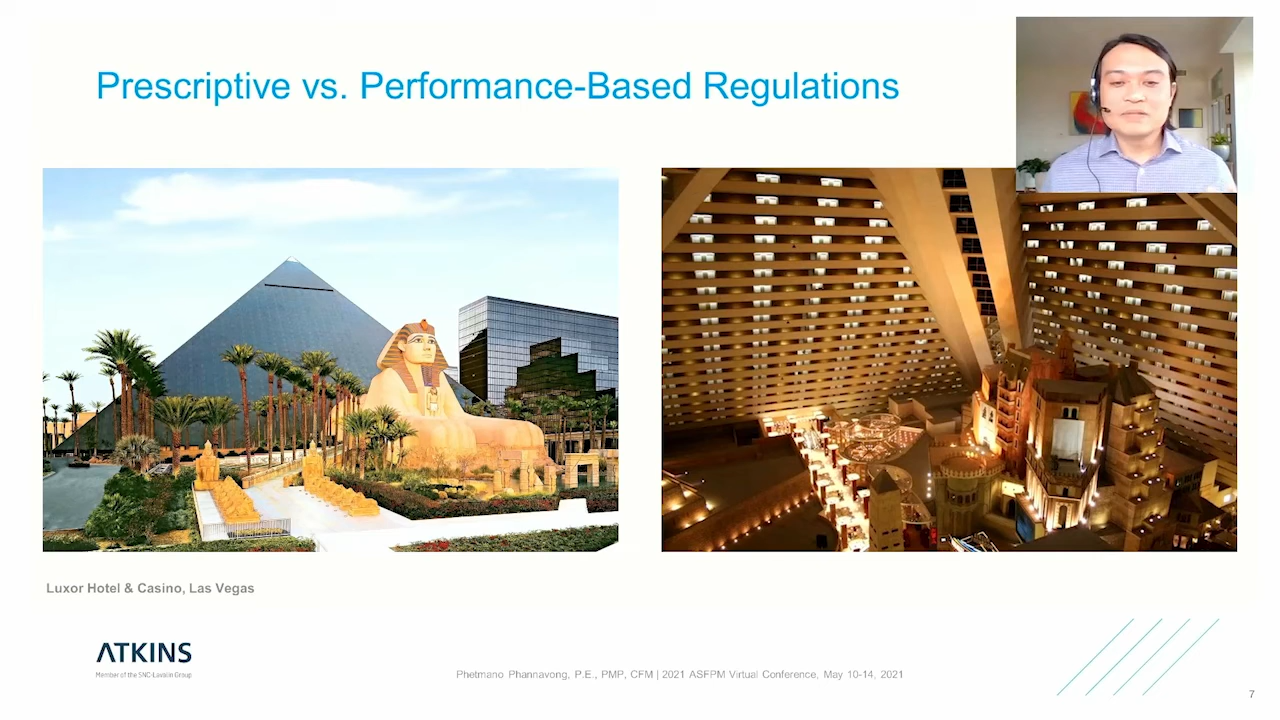 Prescriptive vs. Performance-Based Regulations
Luxor Hotel & Casino, Las Vegas
ATKINS
Member of the SNC-Lavalin Group
Phetmano Phannavong, P.E., PMP, CFM | 2021 ASFPM Virtual Conference, May 10-14, 2021
7